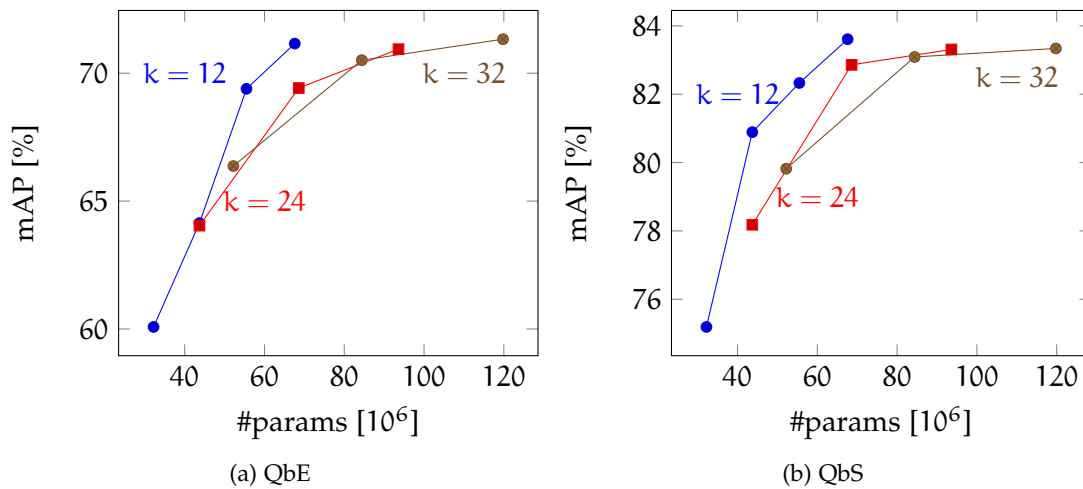 70
65
60
mAP [%]
k = 12
k = 32
k = 24
40 60 80 100 120
#params [10⁶]
(a) QbE
84
82
80
78
76
mAP [%]
k = 12
k = 32
k = 24
40 60 80 100 120
#params [10⁶]
(b) QbS